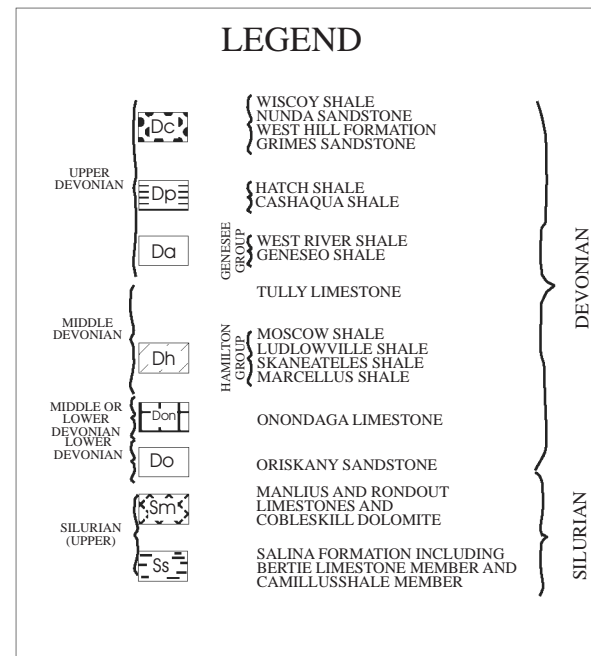 LEGEND
UPPER
DEVONIAN
Dc
WISCOY SHALE
NUNDA SANDSTONE
WEST HILL FORMATION
GRIMES SANDSTONE
Dp
HATCH SHALE
CASHAQUA SHALE
Da
GENESEE
GROUP
WEST RIVER SHALE
GENESEO SHALE
MIDDLE
DEVONIAN
TULLY LIMESTONE
Dh
HAMILTON
GROUP
MOSCOW SHALE
LUDLOWVILLE SHALE
SKANEATELES SHALE
MARCELLUS SHALE
MIDDLE OR
LOWER
DEVONIAN
Don
ONONDAGA LIMESTONE
LOWER
DEVONIAN
Do
ORISKANY SANDSTONE
DEVONIAN
SILURIAN
(UPPER)
Sm
MANLIUS AND RONDOUT
LIMESTONES AND
COBLESKILL DOLOMITE
Ss
SALINA FORMATION INCLUDING
BERTIE LIMESTONE MEMBER AND
CAMILLUSSHALE MEMBER
SILURIAN